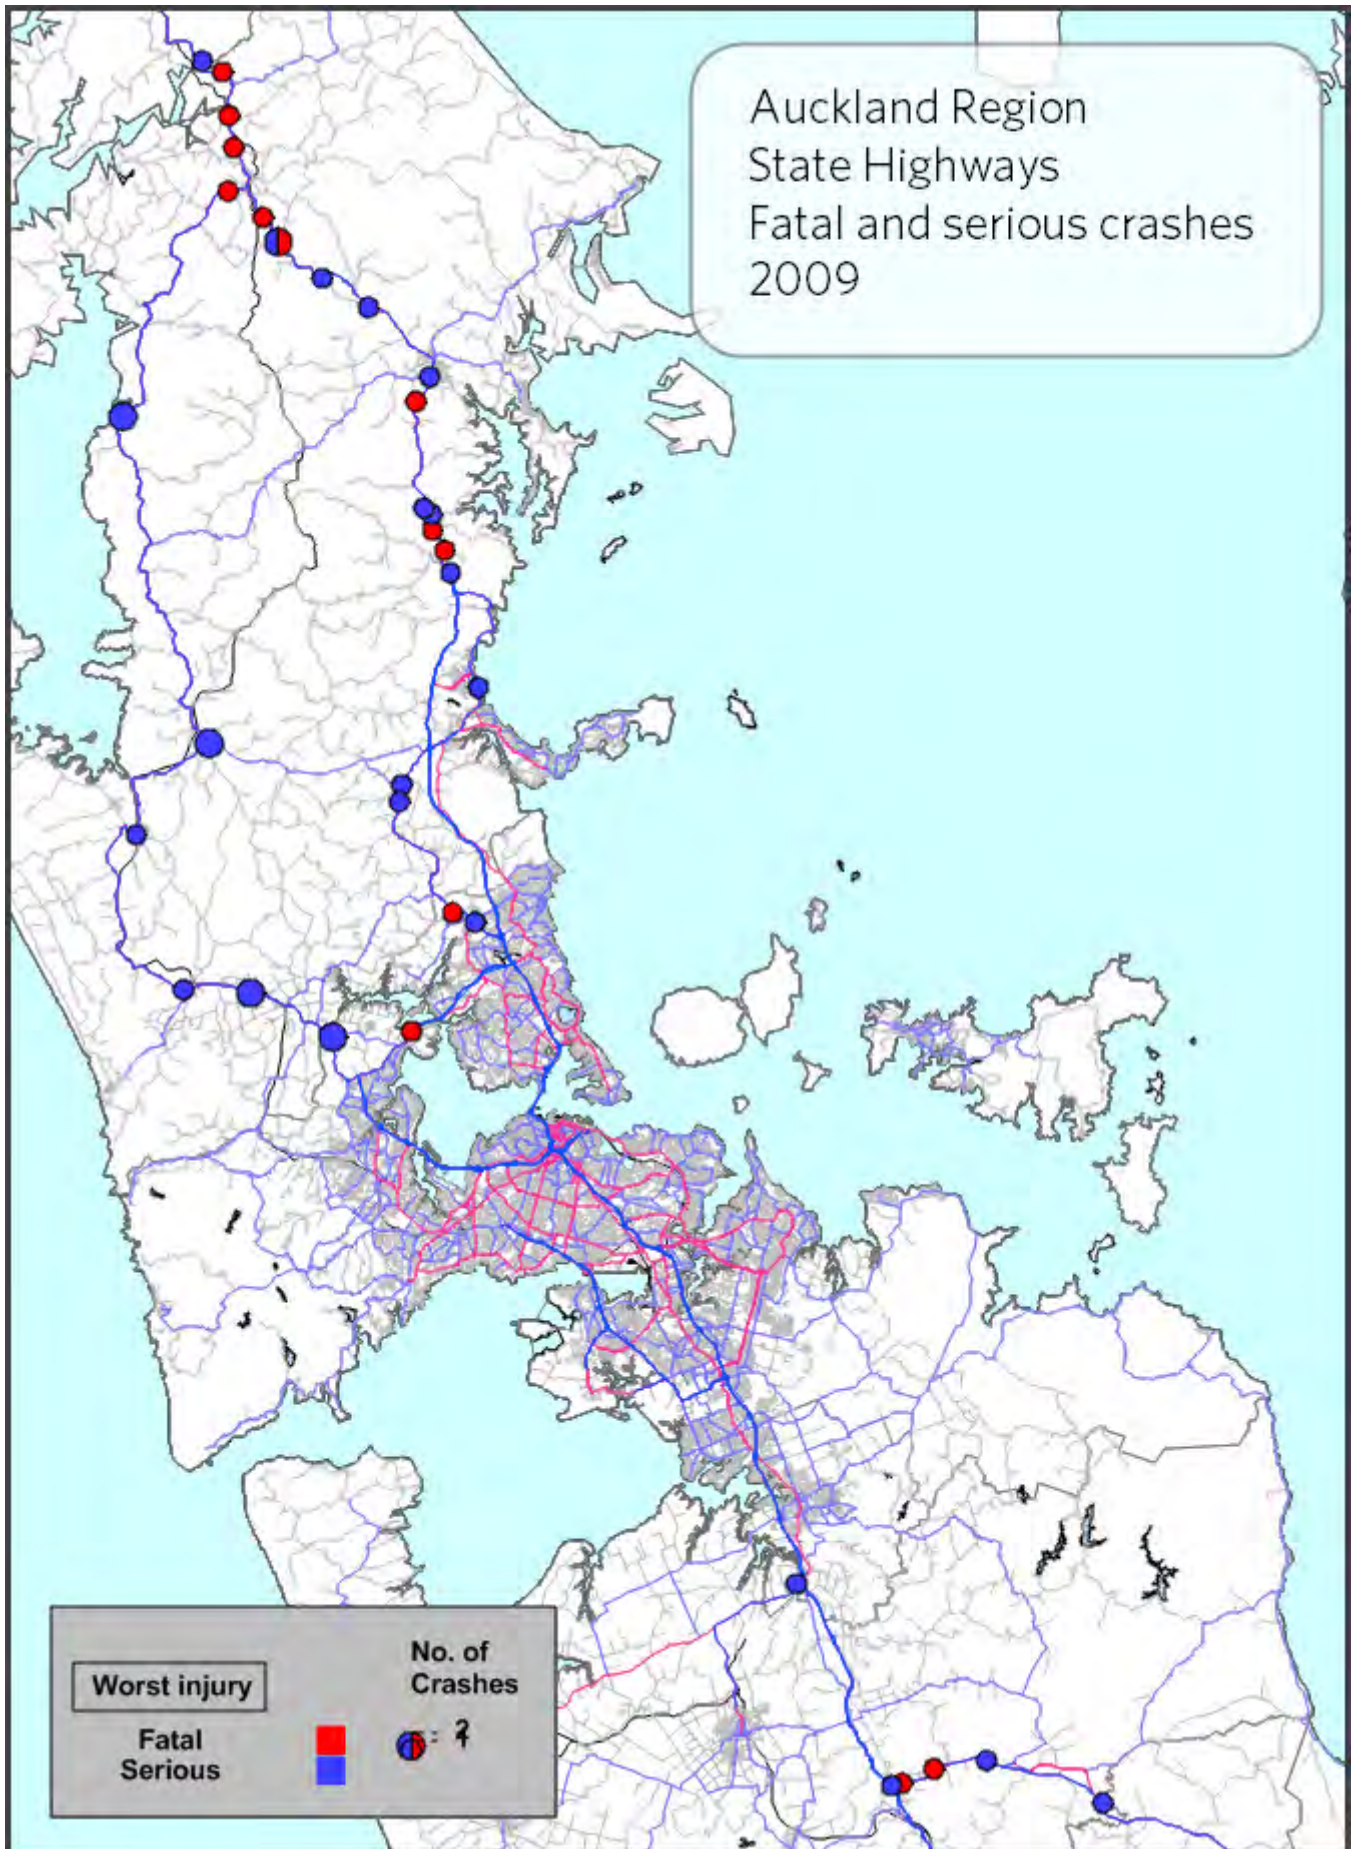 Auckland Region
State Highways
Fatal and serious crashes
2009
No. of
Crashes
Worst injury
Fatal
Serious